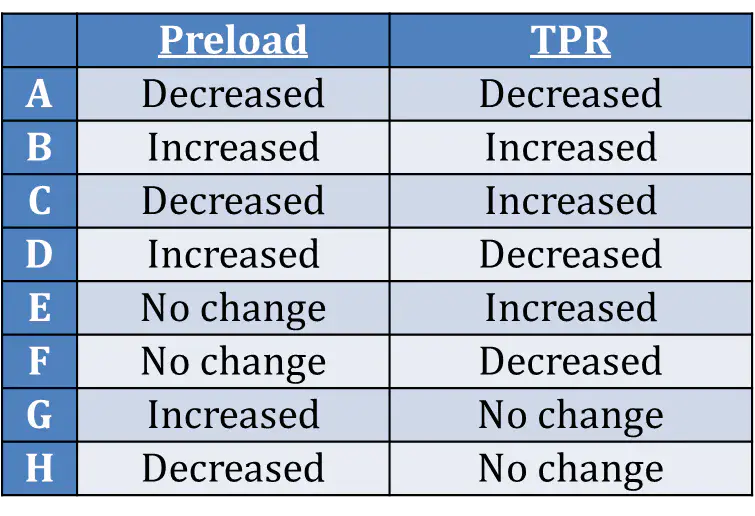 Preload TPR
A Decreased Decreased
B Increased Increased
C Decreased Increased
D Increased Decreased
E No change Increased
F No change Decreased
G Increased No change
H Decreased No change